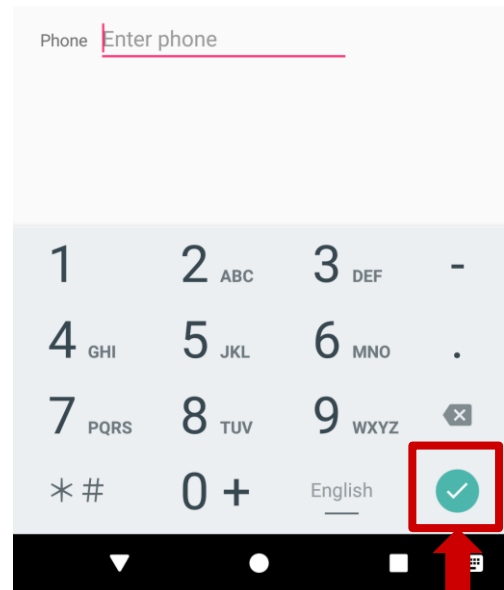 Phone Enter phone
1 2 ABC 3 DEF -
4 GHI 5 JKL 6 MNO .
7 PQRS 8 TUV 9 WXYZ
*# 0 + English